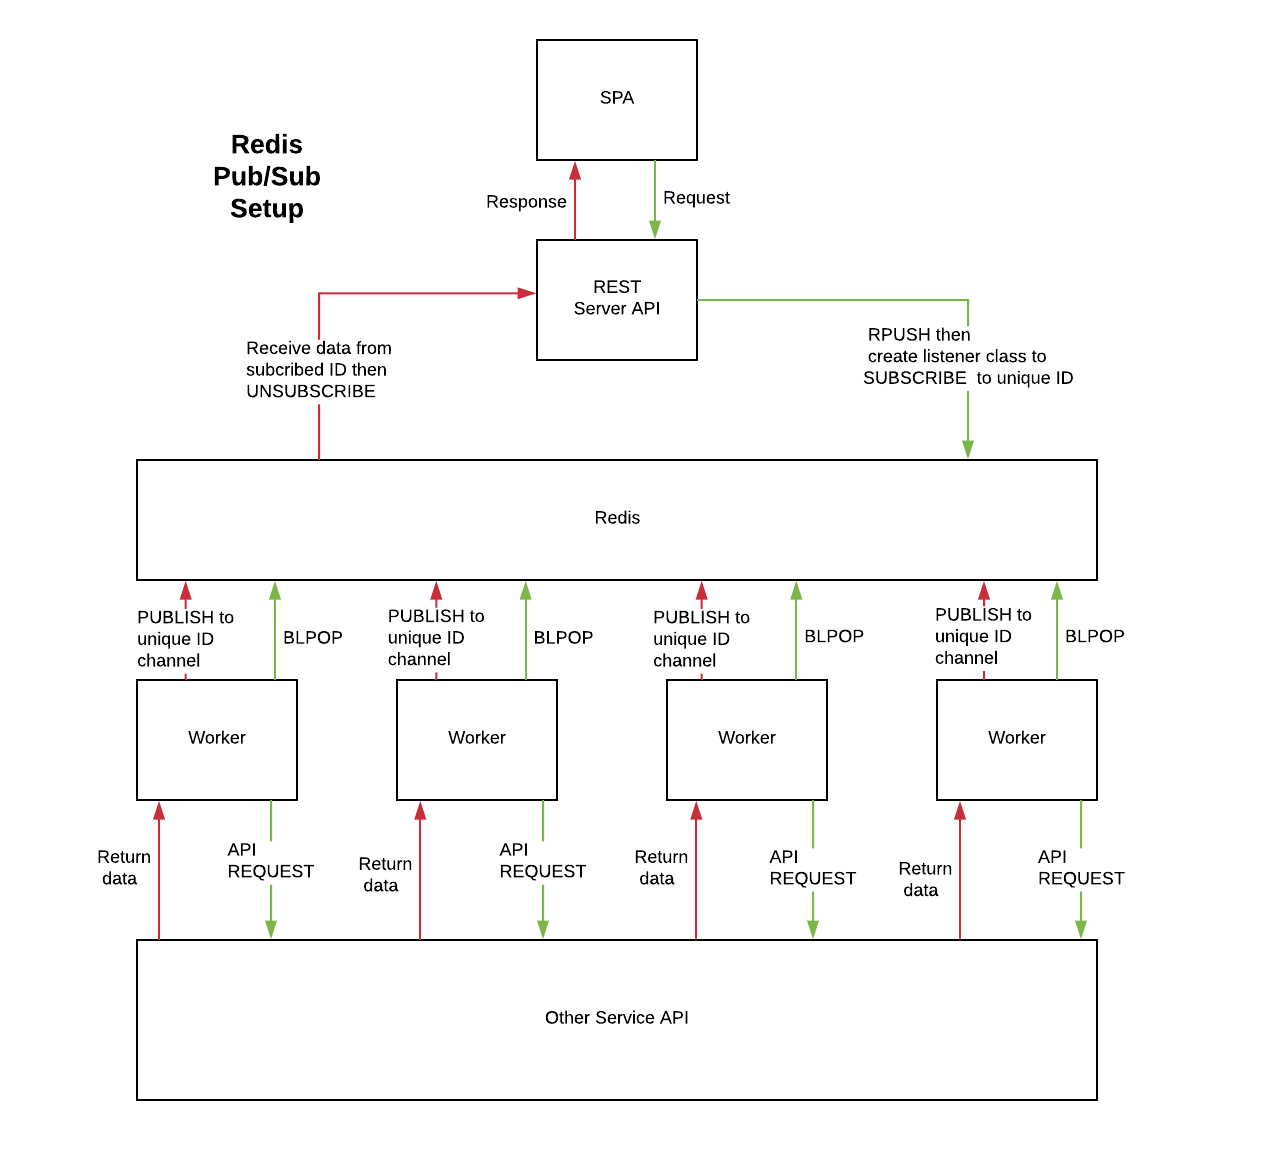 SPA
Redis
Pub/Sub
Setup
Response
Request
REST
Server API
Receive data from
subcribed ID then
UNSUBSCRIBE
RPUSH then
create listener class to
SUBSCRIBE  to unique ID
Redis
PUBLISH to
unique ID
channel
BLPOP
PUBLISH to
unique ID
channel
BLPOP
PUBLISH to
unique ID
channel
BLPOP
PUBLISH to
unique ID
channel
BLPOP
Worker
Worker
Worker
Worker
Return
data
API
REQUEST
Return
data
API
REQUEST
Return
data
API
REQUEST
Return
data
API
REQUEST
Other Service API